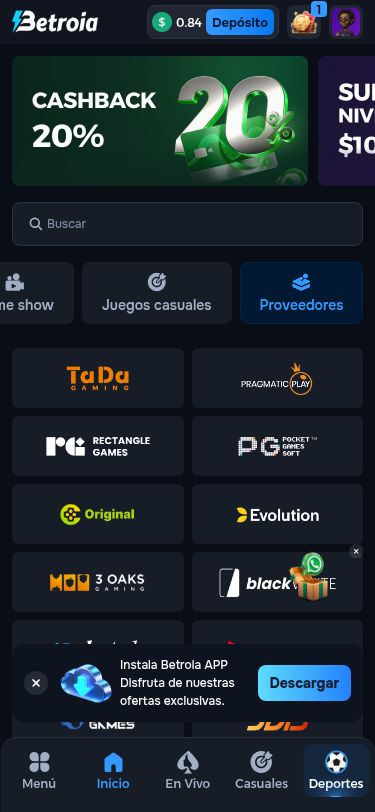 Betroia
$ 0.84 Depósito
1
CASHBACK
20%
20%
$10
Buscar
Juegos casuales
Proveedores
TaDa
GAMING
PRAGMATIC PLAY
RECTANGLE
GAMES
PG POCKET
GAMES
SOFT
Original
Evolution
3 OAKS
GAMING
black
Instala Betroia APP
Disfruta de nuestras
ofertas exclusivas.
Descargar
Menú
Inicio
En Vivo
Casuales
Deportes